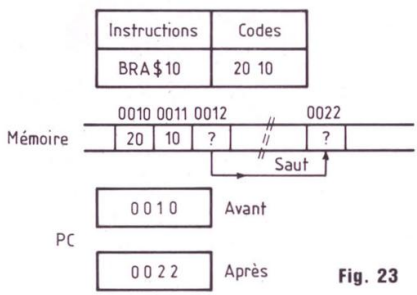 Instructions Codes
BRA $ 10 20 10
0010 0011 0012 0022
Mémoire 20 10 ? // ?
Saut
0010 Avant
PC
0022 Après
Fig. 23